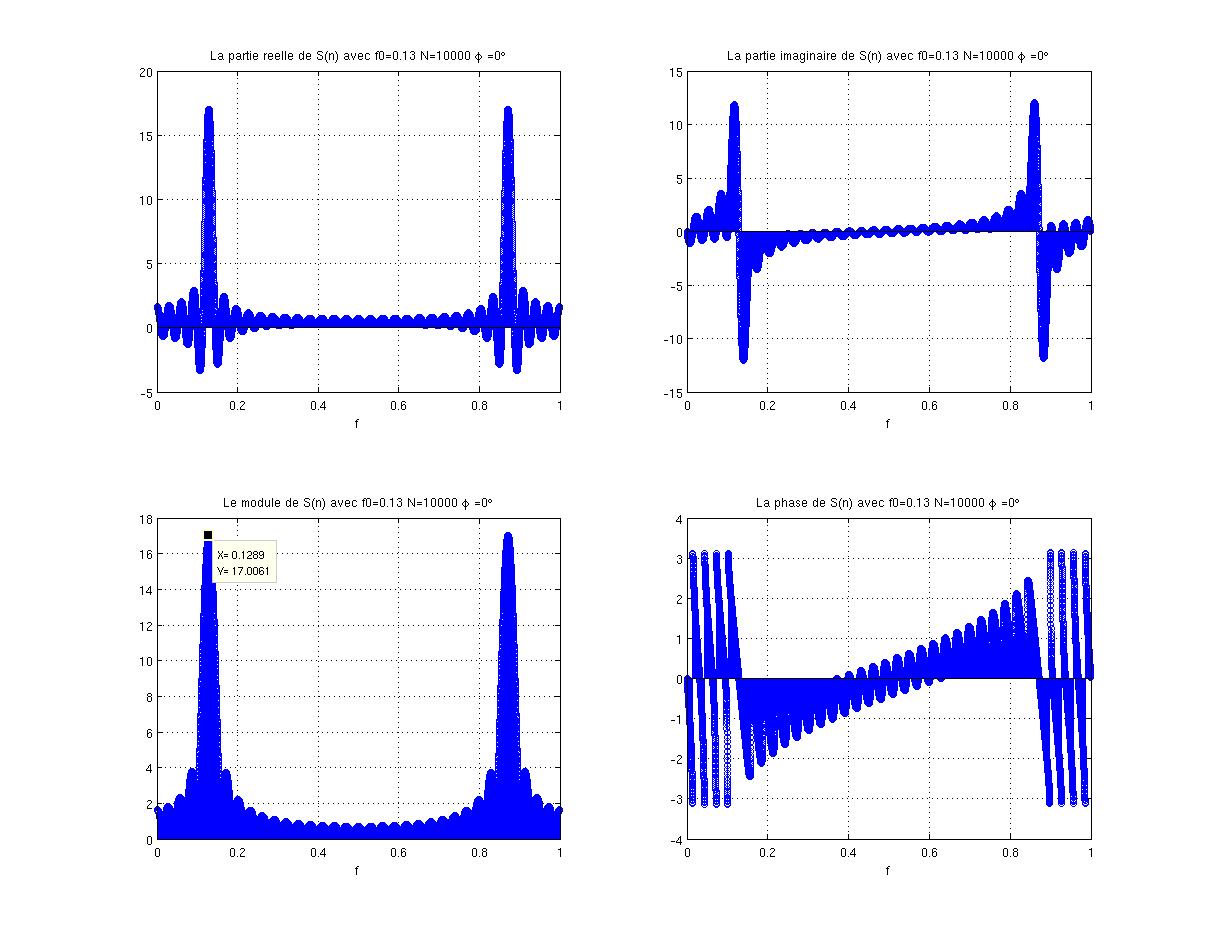 La partie reelle de S(n) avec f0=0.13 N=10000 ϕ =0°
20
15
10
5
0
-5
0 0.2 0.4 0.6 0.8 1
f
La partie imaginaire de S(n) avec f0=0.13 N=10000 ϕ =0°
15
10
5
0
-5
-10
-15
0 0.2 0.4 0.6 0.8 1
f
Le module de S(n) avec f0=0.13 N=10000 ϕ =0°
18
16
14
12
10
8
6
4
2
0
X= 0.1289
Y= 17.0061
0 0.2 0.4 0.6 0.8 1
f
La phase de S(n) avec f0=0.13 N=10000 ϕ =0°
4
3
2
1
0
-1
-2
-3
-4
0 0.2 0.4 0.6 0.8 1
f